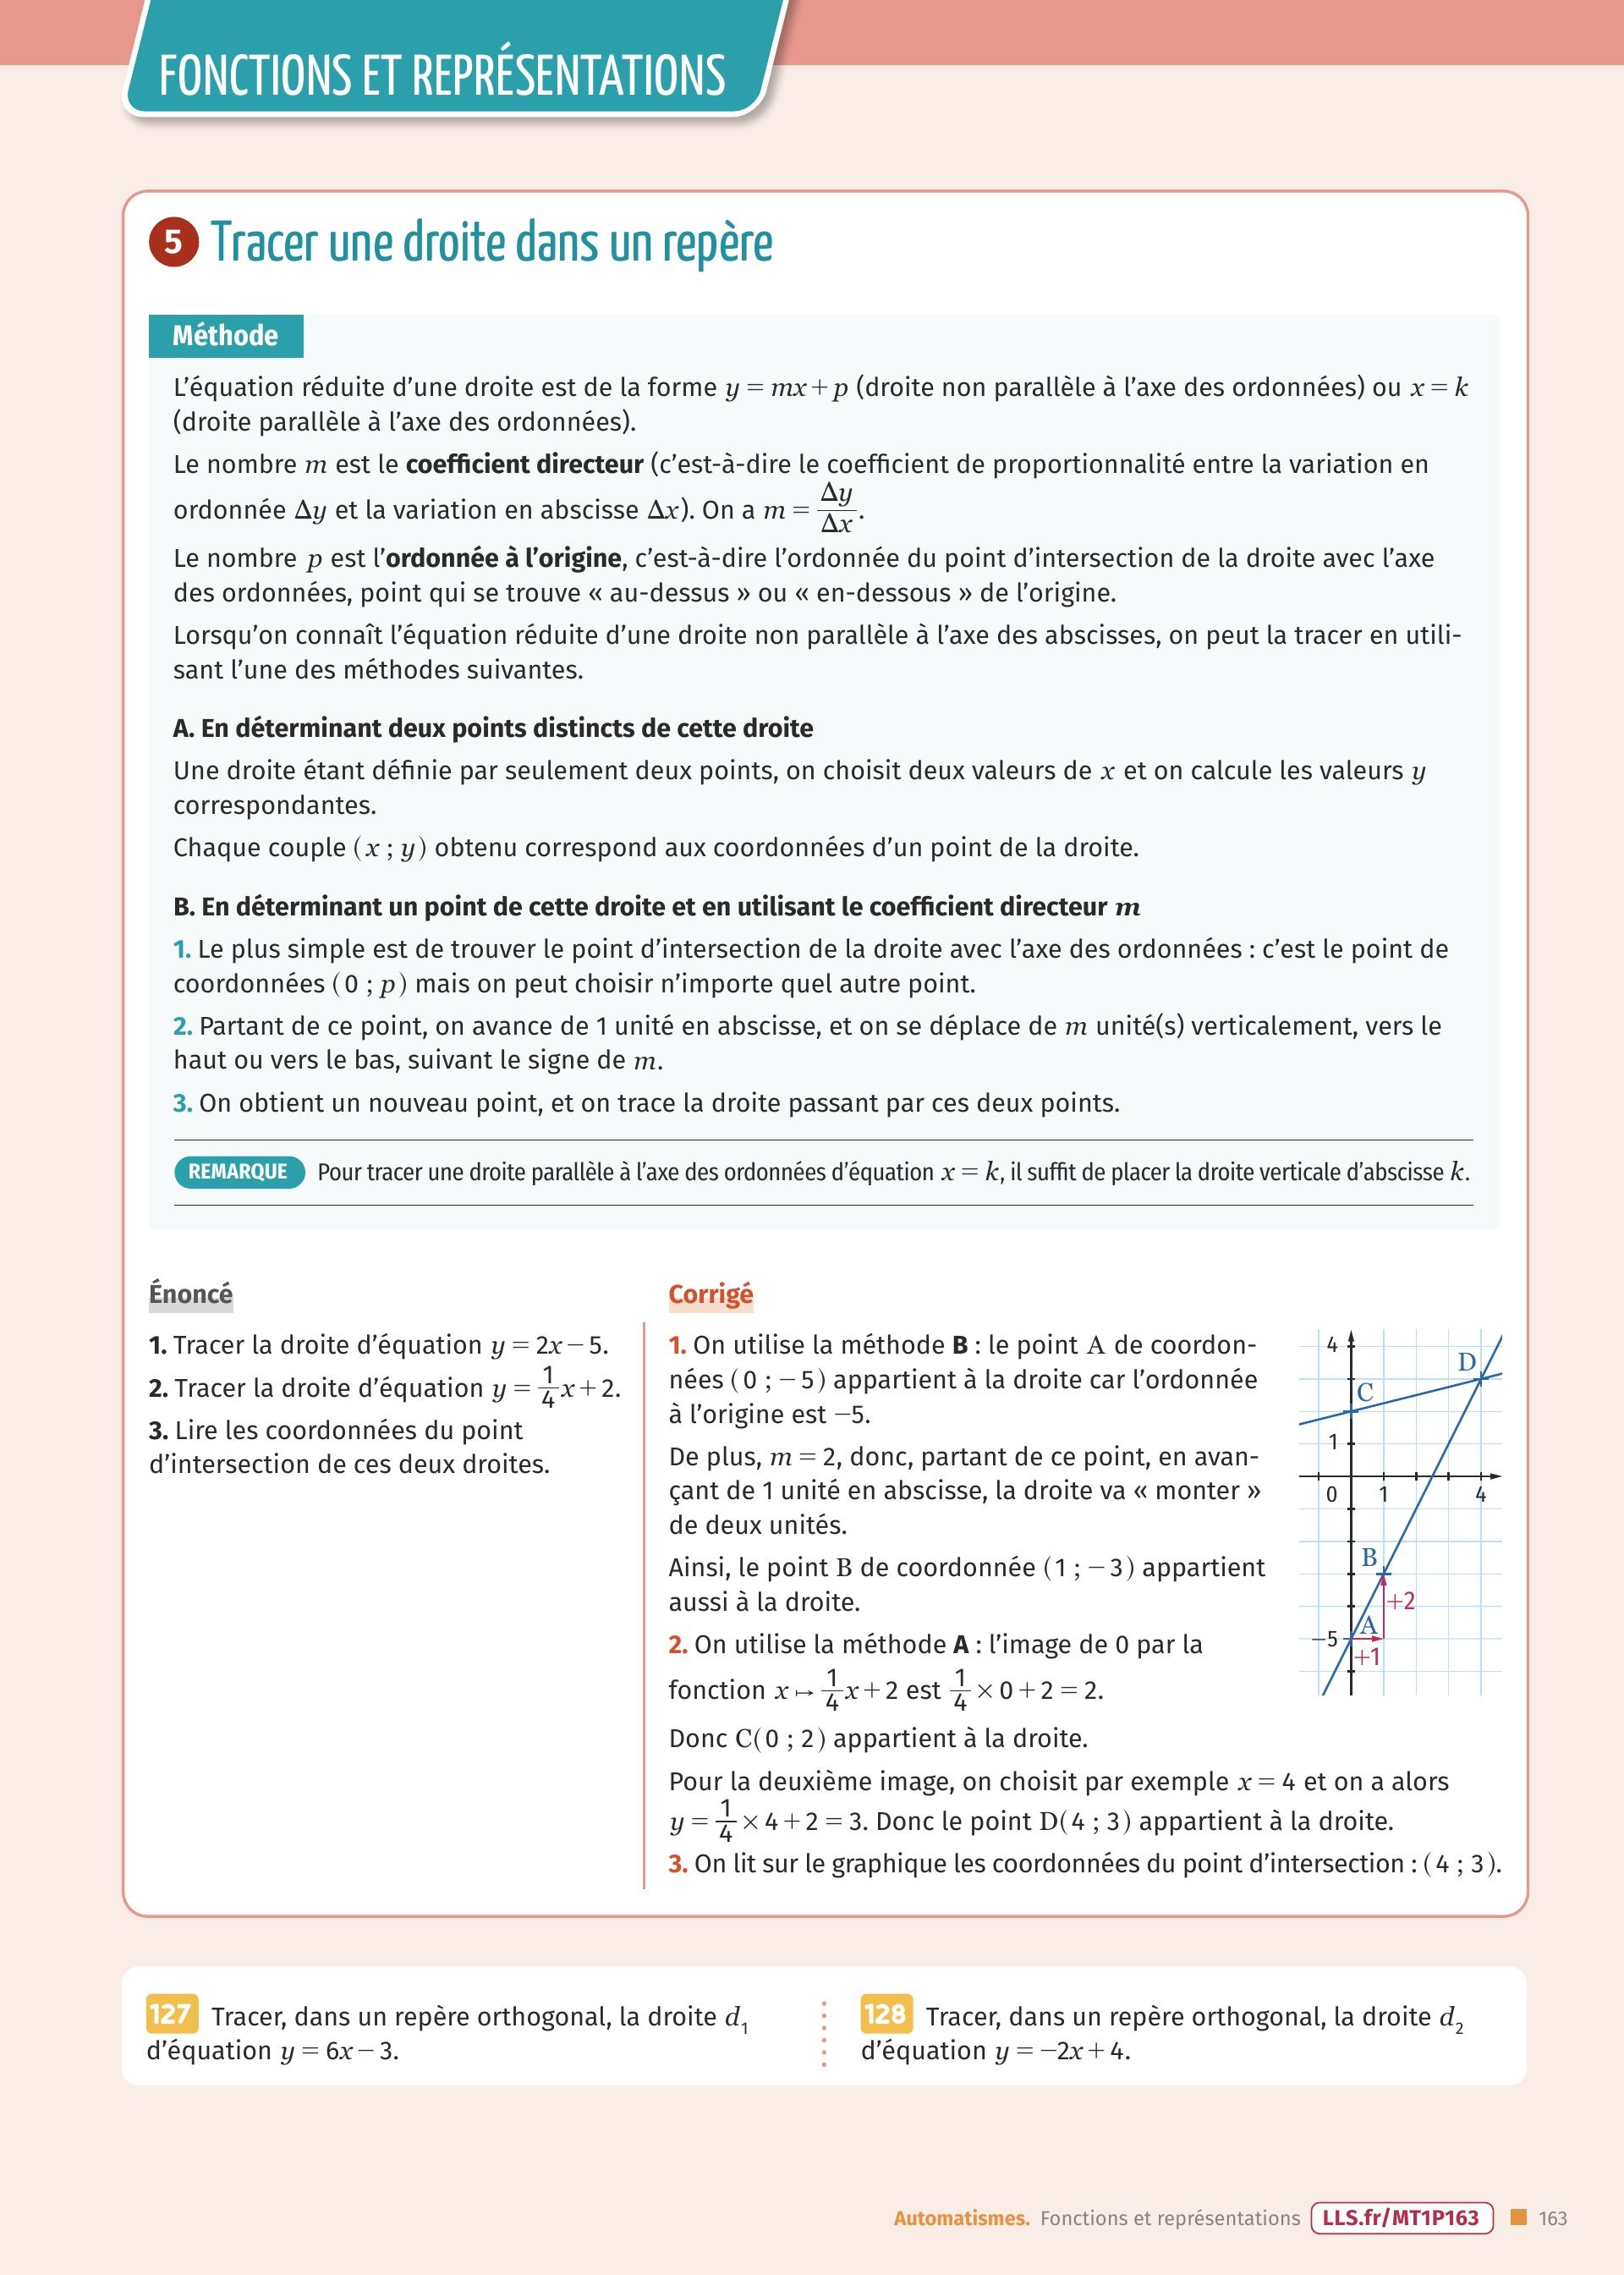 FONCTIONS ET REPRÉSENTATIONS
5 Tracer une droite dans un repère
Méthode
L'équation réduite d'une droite est de la forme y = mx + p (droite non parallèle à l'axe des ordonnées) ou x = k
(droite parallèle à l'axe des ordonnées).
Le nombre m est le coefficient directeur (c'est-à-dire le coefficient de proportionnalité entre la variation en
ordonnée Δy et la variation en abscisse Δx). On a m = Δy/Δx.
Le nombre p est l'ordonnée à l'origine, c'est-à-dire l'ordonnée du point d'intersection de la droite avec l'axe
des ordonnées, point qui se trouve « au-dessus » ou « en-dessous » de l'origine.
Lorsqu'on connaît l'équation réduite d'une droite non parallèle à l'axe des abscisses, on peut la tracer en utili-
sant l'une des méthodes suivantes.
A. En déterminant deux points distincts de cette droite
Une droite étant définie par seulement deux points, on choisit deux valeurs de x et on calcule les valeurs y
correspondantes.
Chaque couple (x ; y) obtenu correspond aux coordonnées d'un point de la droite.
B. En déterminant un point de cette droite et en utilisant le coefficient directeur m
1. Le plus simple est de trouver le point d'intersection de la droite avec l'axe des ordonnées : c'est le point de
coordonnées (0 ; p) mais on peut choisir n'importe quel autre point.
2. Partant de ce point, on avance de 1 unité en abscisse, et on se déplace de m unité(s) verticalement, vers le
haut ou vers le bas, suivant le signe de m.
3. On obtient un nouveau point, et on trace la droite passant par ces deux points.
REMARQUE Pour tracer une droite parallèle à l'axe des ordonnées d'équation x = k, il suffit de placer la droite verticale d'abscisse k.
Énoncé
1. Tracer la droite d'équation y = 2x − 5.
2. Tracer la droite d'équation y = 1/4 x + 2.
3. Lire les coordonnées du point
d'intersection de ces deux droites.
Corrigé
1. On utilise la méthode B : le point A de coordon-
nées (0 ; −5) appartient à la droite car l'ordonnée
à l'origine est −5.
De plus, m = 2, donc, partant de ce point, en avan-
çant de 1 unité en abscisse, la droite va « monter »
de deux unités.
Ainsi, le point B de coordonnée (1 ; −3) appartient
aussi à la droite.
2. On utilise la méthode A : l'image de 0 par la
fonction x ↦ 1/4 x + 2 est 1/4 × 0 + 2 = 2.
Donc C(0 ; 2) appartient à la droite.
Pour la deuxième image, on choisit par exemple x = 4 et on a alors
y = 1/4 × 4 + 2 = 3. Donc le point D(4 ; 3) appartient à la droite.
3. On lit sur le graphique les coordonnées du point d'intersection : (4 ; 3).
4
D
C
1
0 1 4
B
+2
A
−5
+1
127 Tracer, dans un repère orthogonal, la droite d1
d'équation y = 6x − 3.
128 Tracer, dans un repère orthogonal, la droite d2
d'équation y = −2x + 4.
Automatismes. Fonctions et représentations LLS.fr/MT1P163 163